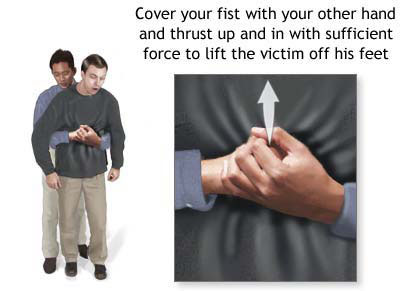 Cover your fist with your other hand
and thrust up and in with sufficient
force to lift the victim off his feet